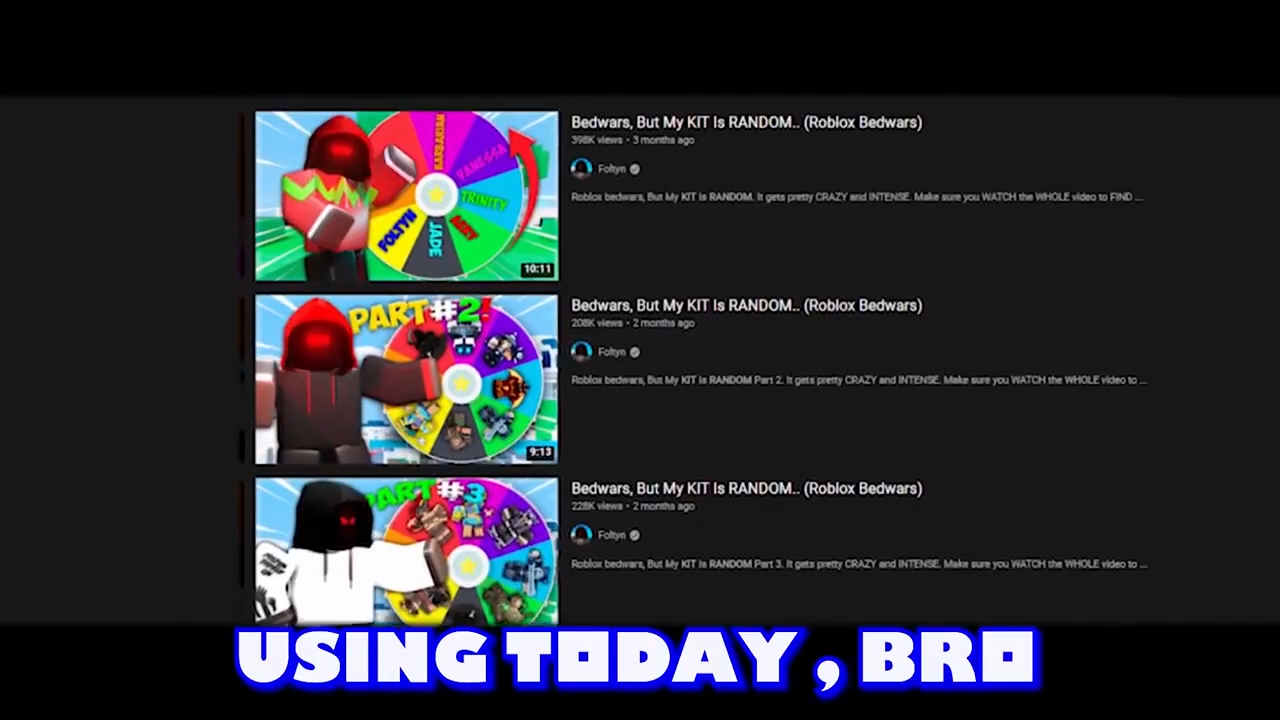 Bedwars, But My KIT Is RANDOM.. (Roblox Bedwars)
398K views • 3 months ago
Foltyn
Roblox bedwars, But My KIT Is RANDOM. It gets pretty CRAZY and INTENSE. Make sure you WATCH the WHOLE video to FIND ...
BARBARIAN
VANESSA
TRINITY
AERY
JADE
FOLTYN
10:11
Bedwars, But My KIT Is RANDOM.. (Roblox Bedwars)
208K views • 2 months ago
Foltyn
Roblox bedwars, But My KIT Is RANDOM Part 2. It gets pretty CRAZY and INTENSE. Make sure you WATCH the WHOLE video to ...
PART #2
9:13
Bedwars, But My KIT Is RANDOM.. (Roblox Bedwars)
228K views • 2 months ago
Foltyn
Roblox bedwars, But My KIT Is RANDOM Part 3. It gets pretty CRAZY and INTENSE. Make sure you WATCH the WHOLE video to ...
PART #3
USING TODAY , BRO